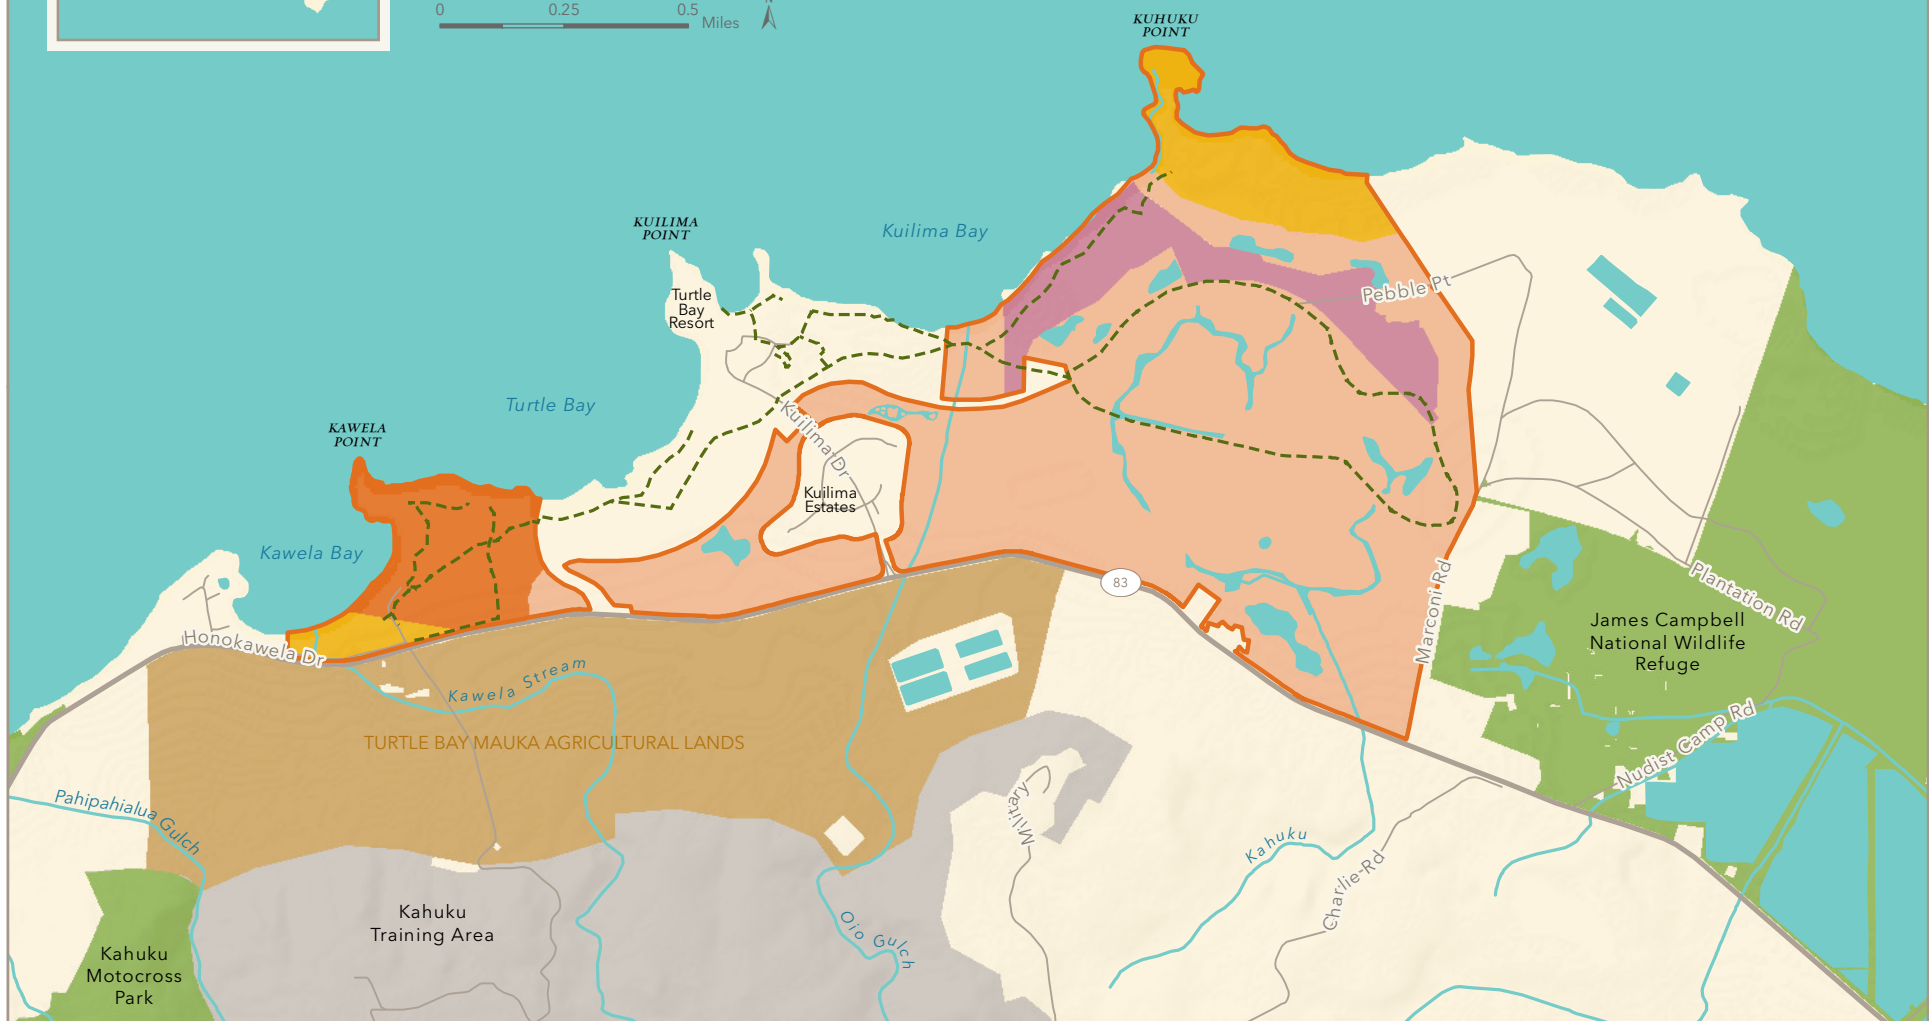 0 0.25 0.5
Miles
KUHUKU
POINT
KUILIMA
POINT
Kuilima Bay
Turtle
Bay
Resort
Pebble Pt
Turtle Bay
Kuilima Dr
KAWELA
POINT
Kuilima
Estates
Kawela Bay
83
Marconi Rd
Plantation Rd
James Campbell
National Wildlife
Refuge
Honokawela Dr
Kawela Stream
TURTLE BAY MAUKA AGRICULTURAL LANDS
Nudist Camp Rd
Pahipahialua Gulch
Military
Kahuku
Charlie Rd
Kahuku
Training Area
Oio Gulch
Kahuku
Motocross
Park